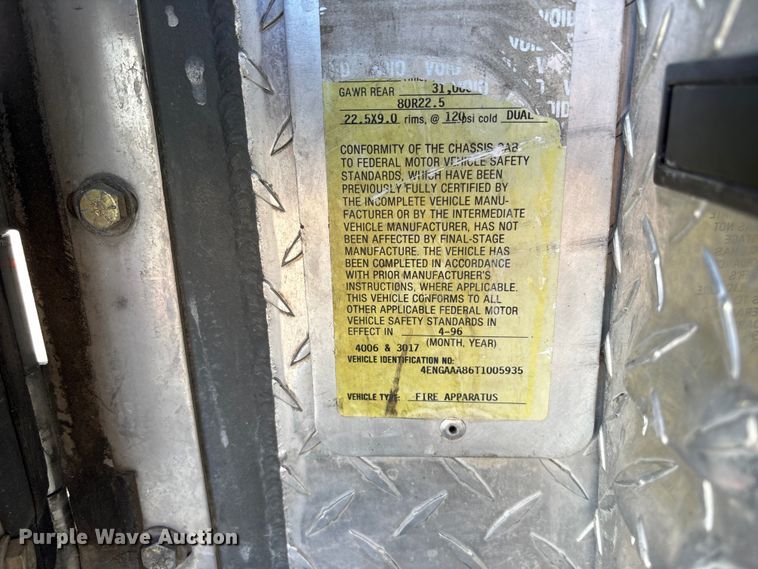 VOID
VOID
VOID
GAWR REAR 31,000
80R22.5
22.5X9.0 rims, @ 120psi cold DUAL
CONFORMITY OF THE CHASSIS CAB
TO FEDERAL MOTOR VEHICLE SAFETY
STANDARDS, WHICH HAVE BEEN
PREVIOUSLY FULLY CERTIFIED BY
THE INCOMPLETE VEHICLE MANU-
FACTURER OR BY THE INTERMEDIATE
VEHICLE MANUFACTURER, HAS NOT
BEEN AFFECTED BY FINAL-STAGE
MANUFACTURE. THE VEHICLE HAS
BEEN COMPLETED IN ACCORDANCE
WITH PRIOR MANUFACTURER'S
INSTRUCTIONS, WHERE APPLICABLE.
THIS VEHICLE CONFORMS TO ALL
OTHER APPLICABLE FEDERAL MOTOR
VEHICLE SAFETY STANDARDS IN
EFFECT IN 4-96
(MONTH, YEAR)
4006 & 3017
VEHICLE IDENTIFICATION NO:
4ENGAAA86T1005935
VEHICLE TYPE: FIRE APPARATUS
Purple Wave Auction